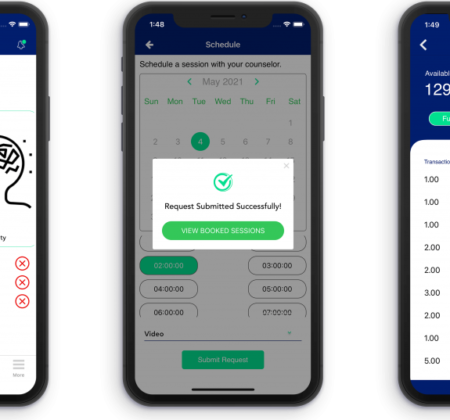 ty
More
1:48
Schedule
Schedule a session with your counselor.
May 2021
Sun Mon Tue Wed Thu Fri Sat
1
2 3 4 5 6 7 8
Request Submitted Successfully!
VIEW BOOKED SESSIONS
02:00:00 03:00:00
04:00:00 05:00:00
06:00:00 07:00:00
Video
Submit Request
1:49
Available
129
Fu
Transactio
1.00
1.00
1.00
2.00
2.00
3.00
2.00
1.00
5.00